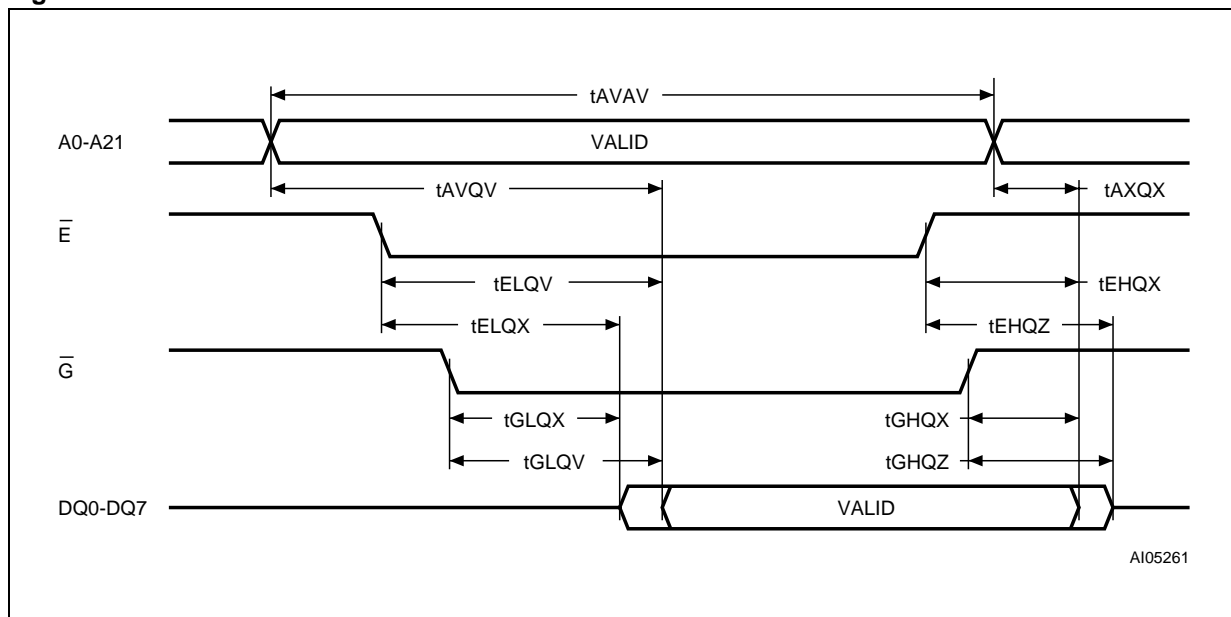 tAVAV
A0-A21
VALID
tAVQV
tAXQX
E
tELQV
tEHQX
tELQX
tEHQZ
G
tGLQX
tGHQX
tGLQV
tGHQZ
DQ0-DQ7
VALID
AI05261